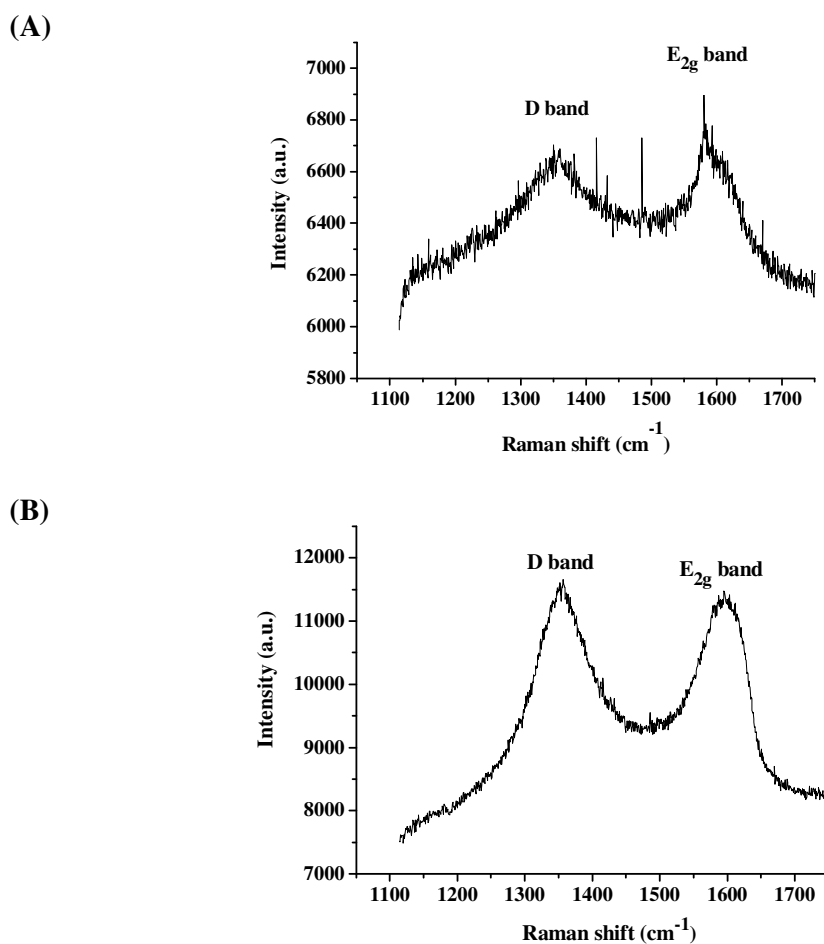 (A)
7000
6800
6600
6400
6200
6000
5800
Intensity (a.u.)
D band
E2g band
1100 1200 1300 1400 1500 1600 1700
Raman shift (cm-1)
(B)
12000
11000
10000
9000
8000
7000
Intensity (a.u.)
D band
E2g band
1100 1200 1300 1400 1500 1600 1700
Raman shift (cm-1)